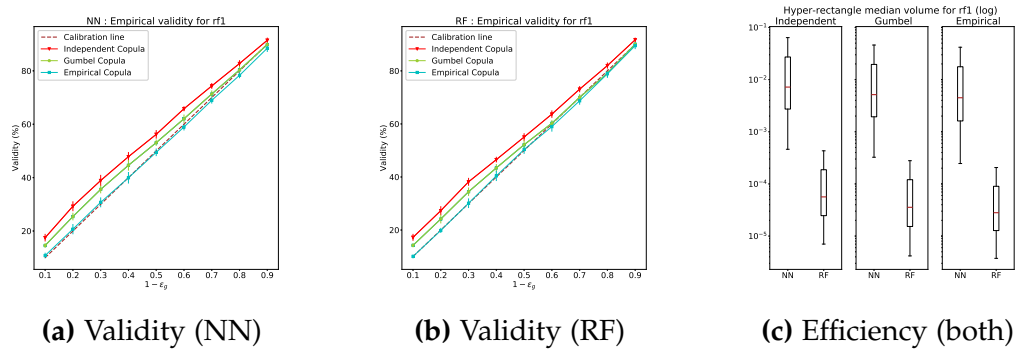 NN : Empirical validity for rf1
Calibration line
Independent Copula
Gumbel Copula
Empirical Copula
Validity (%)
80
60
40
20
0.1 0.2 0.3 0.4 0.5 0.6 0.7 0.8 0.9
1 − ε_g
(a) Validity (NN)
RF : Empirical validity for rf1
Calibration line
Independent Copula
Gumbel Copula
Empirical Copula
Validity (%)
80
60
40
20
0.1 0.2 0.3 0.4 0.5 0.6 0.7 0.8 0.9
1 − ε_g
(b) Validity (RF)
Hyper-rectangle median volume for rf1 (log)
Independent Gumbel Empirical
10⁻¹
10⁻²
10⁻³
10⁻⁴
10⁻⁵
NN RF NN RF NN RF
(c) Efficiency (both)